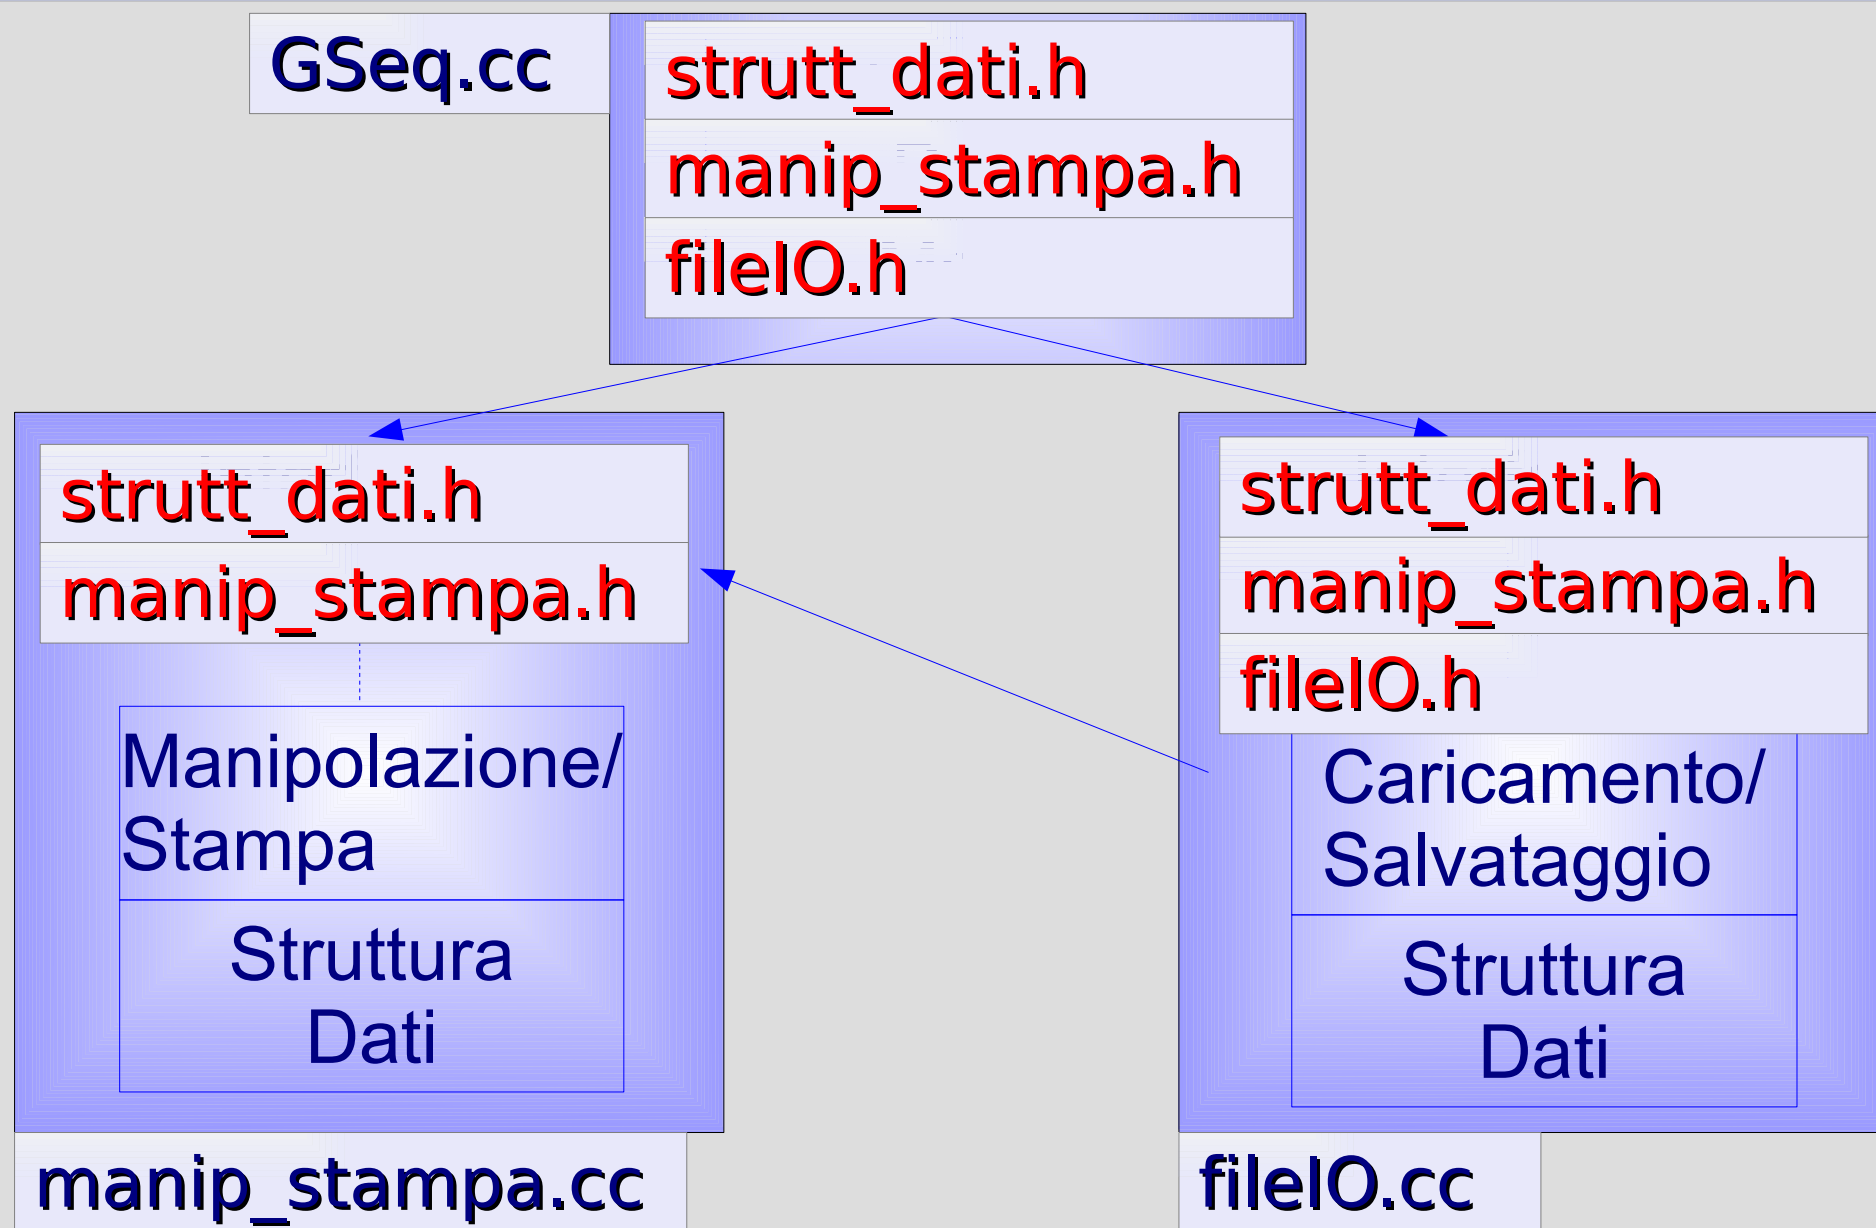 GSeq.cc
strutt_dati.h
manip_stampa.h
fileIO.h
strutt_dati.h
manip_stampa.h
Manipolazione/
Stampa
Struttura
Dati
manip_stampa.cc
strutt_dati.h
manip_stampa.h
fileIO.h
Caricamento/
Salvataggio
Struttura
Dati
fileIO.cc